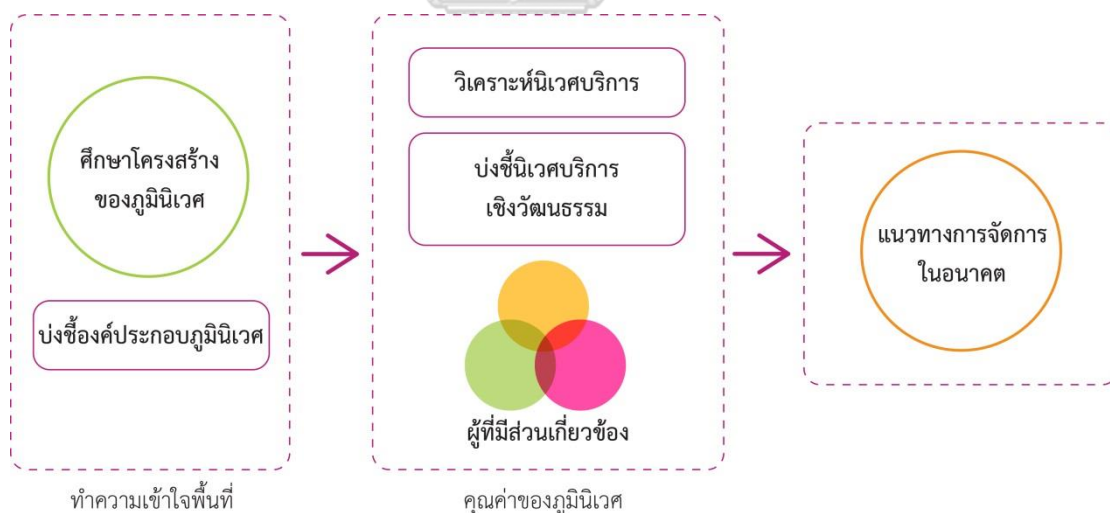 ศึกษาโครงสร้าง
ของภูมินิเวศ
บ่งชี้องค์ประกอบภูมินิเวศ
ทำความเข้าใจพื้นที่
วิเคราะห์นิเวศบริการ
บ่งชี้นิเวศบริการ
เชิงวัฒนธรรม
ผู้ที่มีส่วนเกี่ยวข้อง
คุณค่าของภูมินิเวศ
แนวทางการจัดการ
ในอนาคต